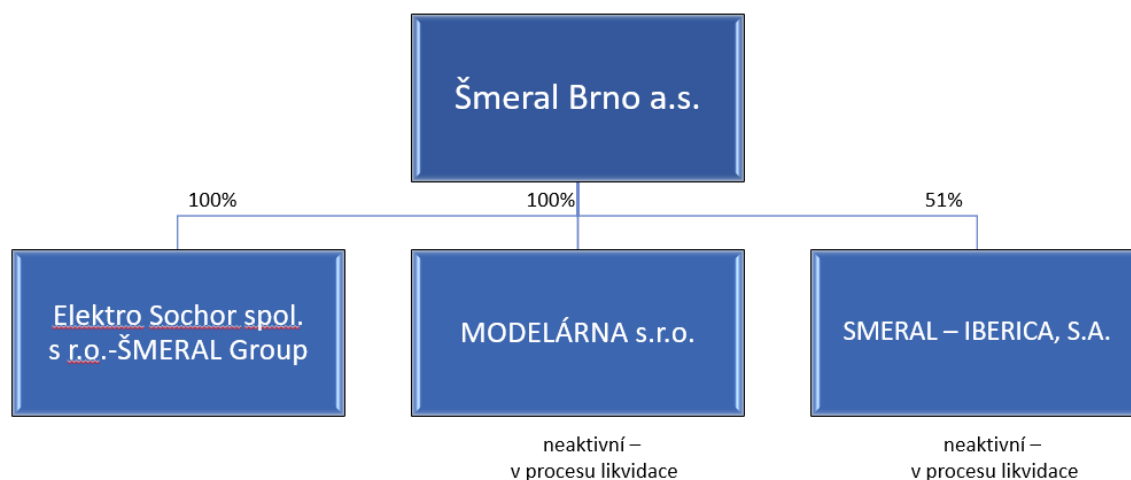 Šmeral Brno a.s.
100%
100%
51%
Elektro Sochor spol.
s r.o.-ŠMERAL Group
MODELÁRNA s.r.o.
SMERAL – IBERICA, S.A.
neaktivní –
v procesu likvidace
neaktivní –
v procesu likvidace